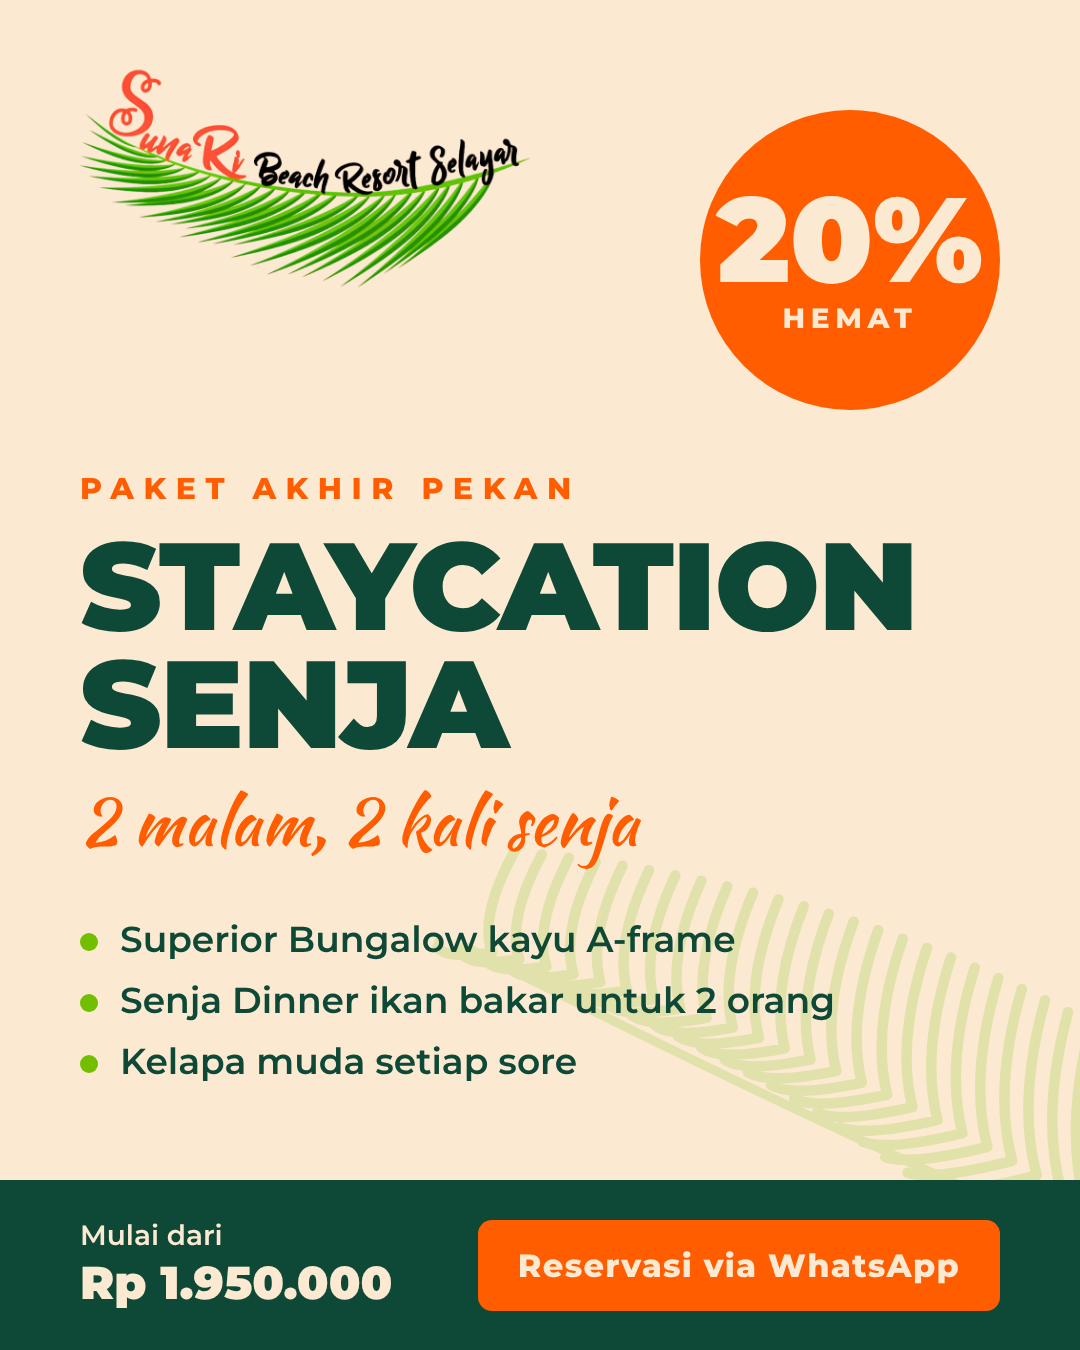 SunaRi Beach Resort Selayar
20%
HEMAT
PAKET AKHIR PEKAN
STAYCATION
SENJA
2 malam, 2 kali senja
Superior Bungalow kayu A-frame
Senja Dinner ikan bakar untuk 2 orang
Kelapa muda setiap sore
Mulai dari
Rp 1.950.000
Reservasi via WhatsApp